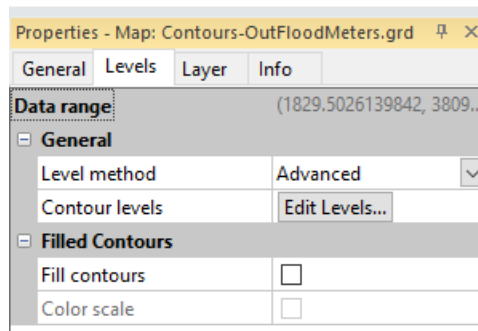 Properties - Map: Contours-OutFloodMeters.grd
General Levels Layer Info
Data range (1829.5026139842, 3809...
General
Level method Advanced
Contour levels Edit Levels...
Filled Contours
Fill contours
Color scale